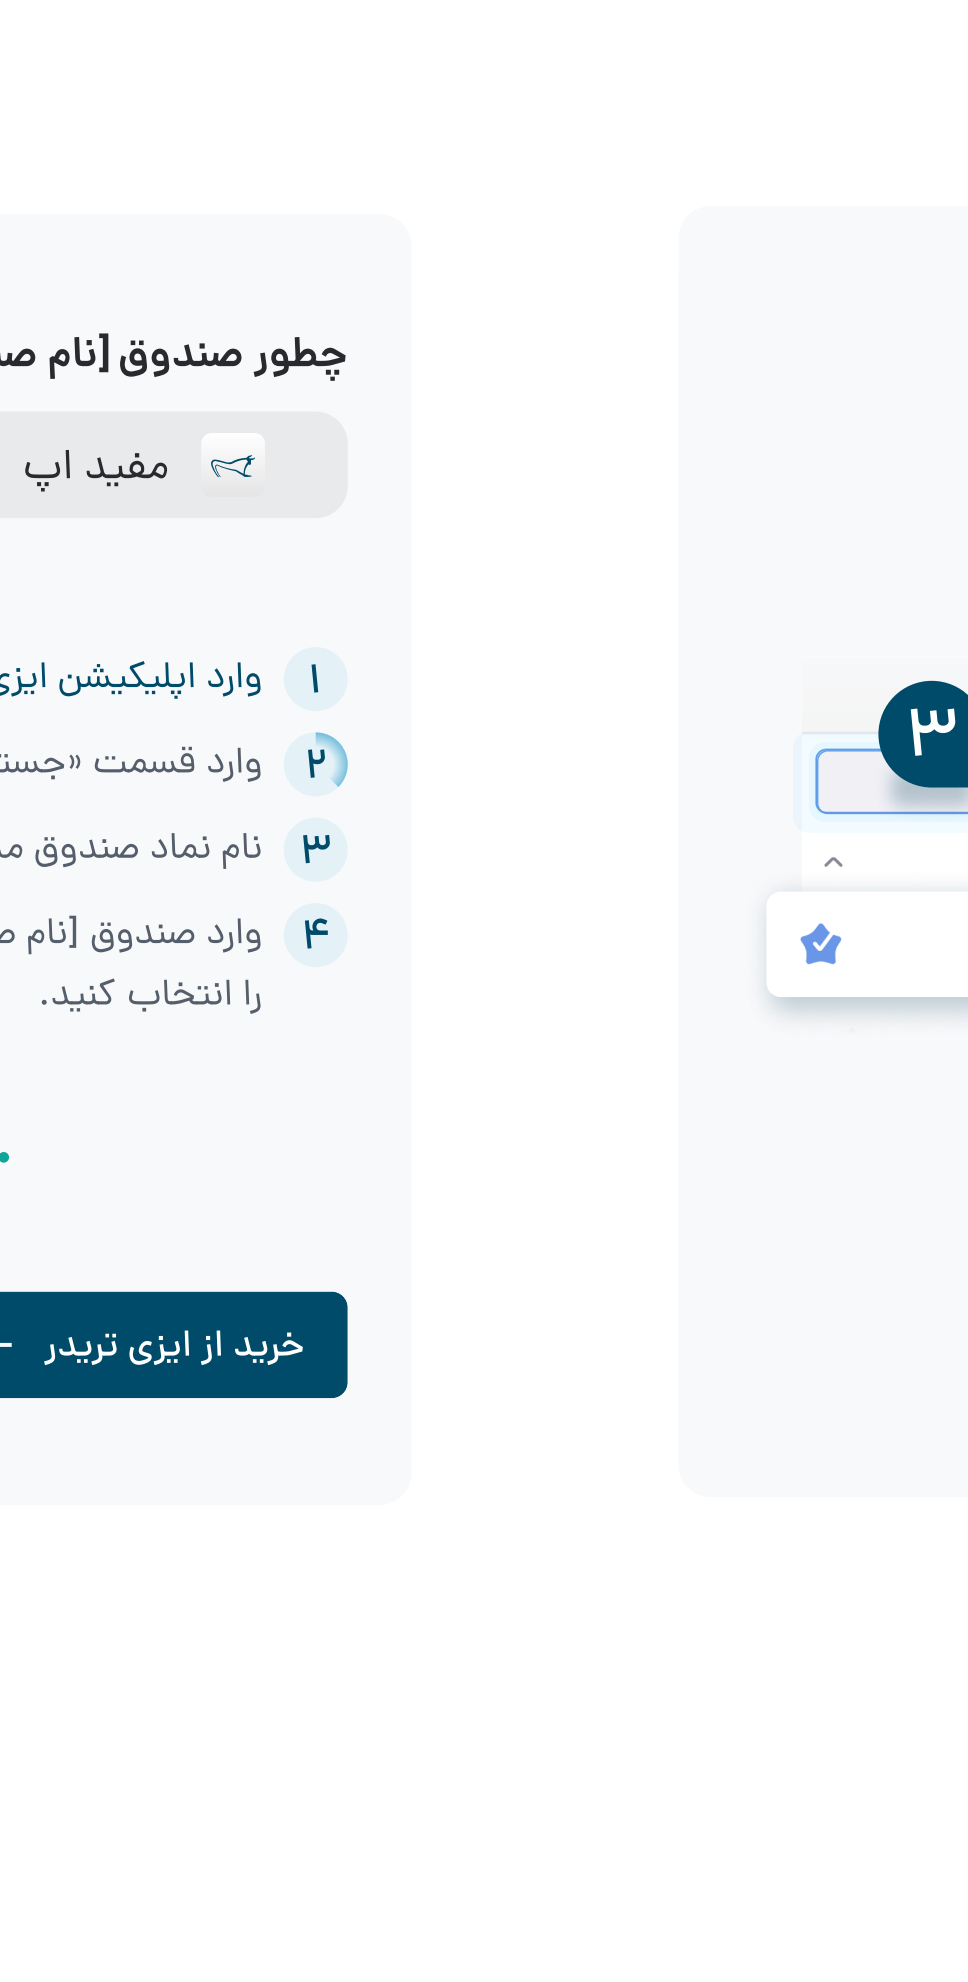 چطور صندوق [نام
مفید اپ
۱ وارد اپلیکیشن ایزی
۲ وارد قسمت «جستـ
۳ نام نماد صندوق
۴ وارد صندوق [نام
را انتخاب کنید.
خرید از ایزی تریدر
۳